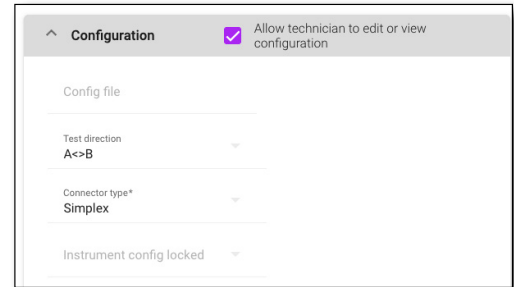 Configuration
Allow technician to edit or view
configuration
Config file
Test direction
A<>B
Connector type*
Simplex
Instrument config locked